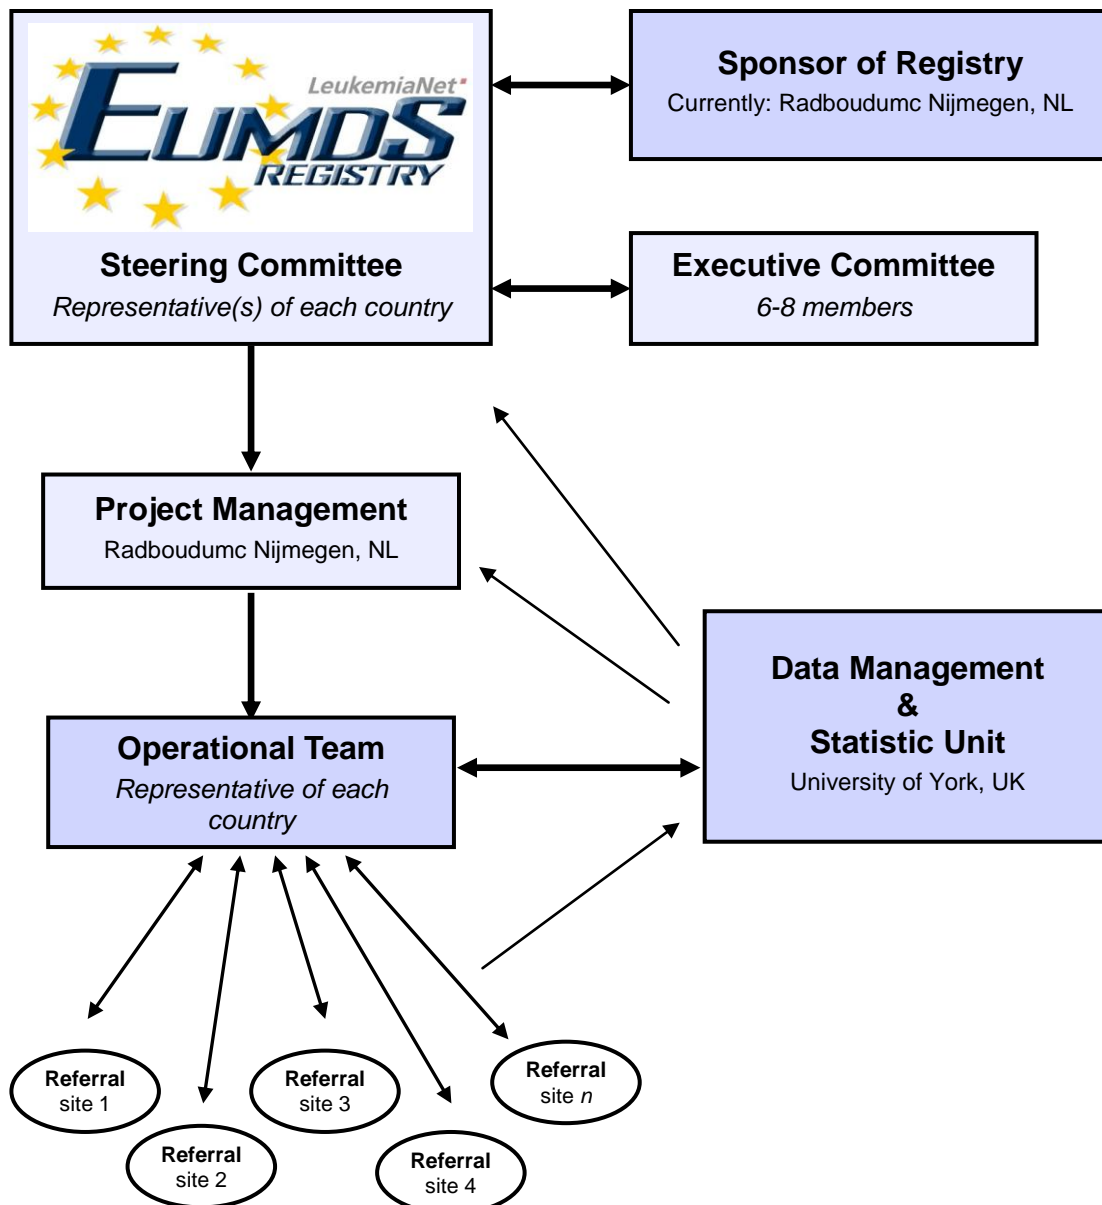 LeukemiaNet
EUMDS
REGISTRY
Steering Committee
Representative(s) of each country
Sponsor of Registry
Currently: Radboudumc Nijmegen, NL
Executive Committee
6-8 members
Project Management
Radboudumc Nijmegen, NL
Operational Team
Representative of each
country
Data Management
&
Statistic Unit
University of York, UK
Referral
site 1
Referral
site 2
Referral
site 3
Referral
site 4
Referral
site n